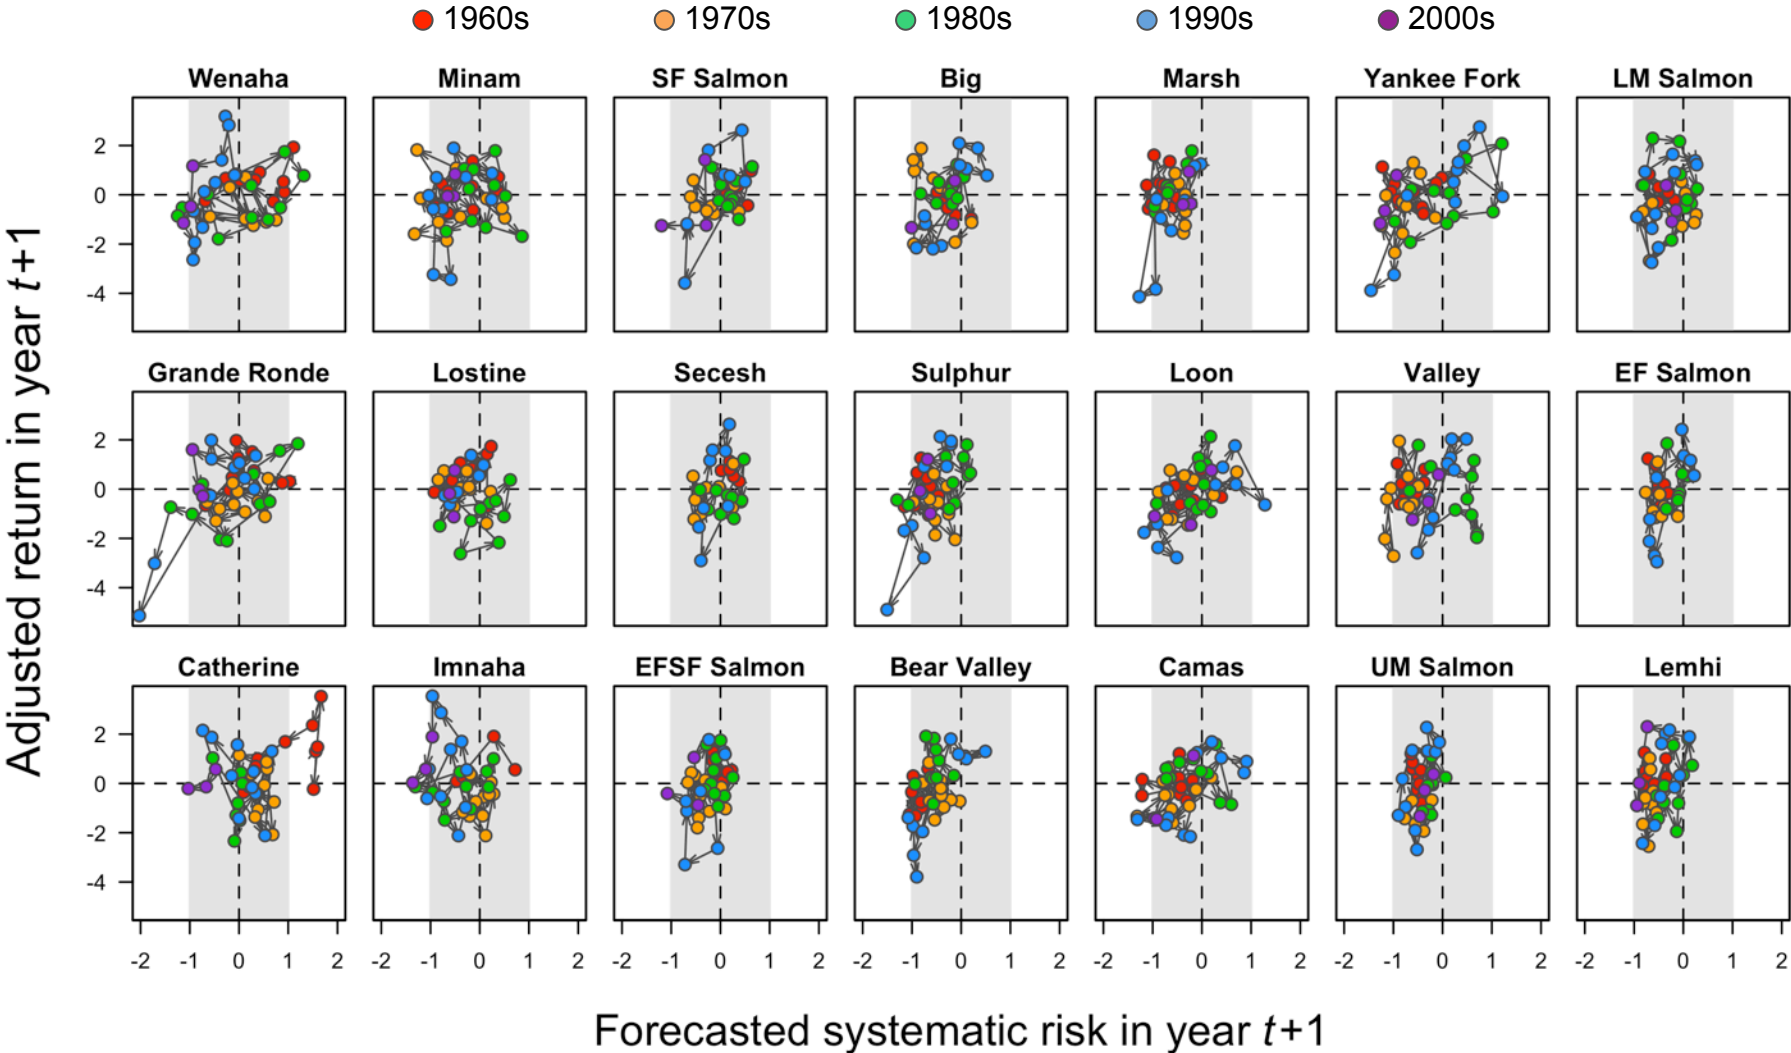 1960s 1970s 1980s 1990s 2000s
Wenaha Minam SF Salmon Big Marsh Yankee Fork LM Salmon
2
0
-2
-4
Grande Ronde Lostine Secesh Sulphur Loon Valley EF Salmon
2
0
-2
-4
Catherine Imnaha EFSF Salmon Bear Valley Camas UM Salmon Lemhi
2
0
-2
-4
-2 -1 0 1 2 -2 -1 0 1 2 -2 -1 0 1 2 -2 -1 0 1 2 -2 -1 0 1 2 -2 -1 0 1 2 -2 -1 0 1 2
Adjusted return in year t+1
Forecasted systematic risk in year t+1